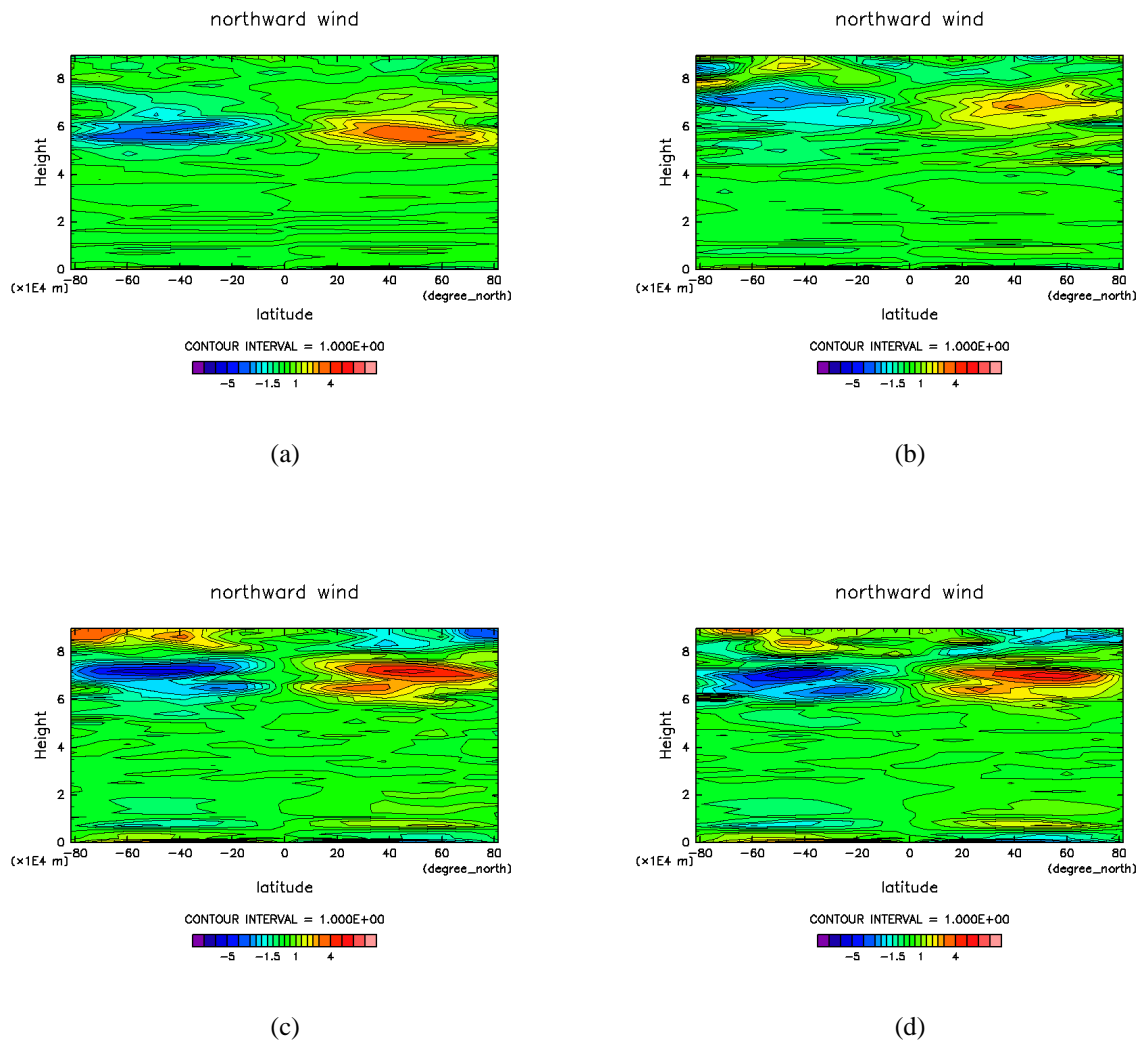 northward wind
8
6
4
2
0
Height
(×1E4 m)
-80 -60 -40 -20 0 20 40 60 80
(degree_north)
latitude
CONTOUR INTERVAL = 1.000E+00
-5 -1.5 1 4
(a)
northward wind
8
6
4
2
0
Height
(×1E4 m)
-80 -60 -40 -20 0 20 40 60 80
(degree_north)
latitude
CONTOUR INTERVAL = 1.000E+00
-5 -1.5 1 4
(b)
northward wind
8
6
4
2
0
Height
(×1E4 m)
-80 -60 -40 -20 0 20 40 60 80
(degree_north)
latitude
CONTOUR INTERVAL = 1.000E+00
-5 -1.5 1 4
(c)
northward wind
8
6
4
2
0
Height
(×1E4 m)
-80 -60 -40 -20 0 20 40 60 80
(degree_north)
latitude
CONTOUR INTERVAL = 1.000E+00
-5 -1.5 1 4
(d)